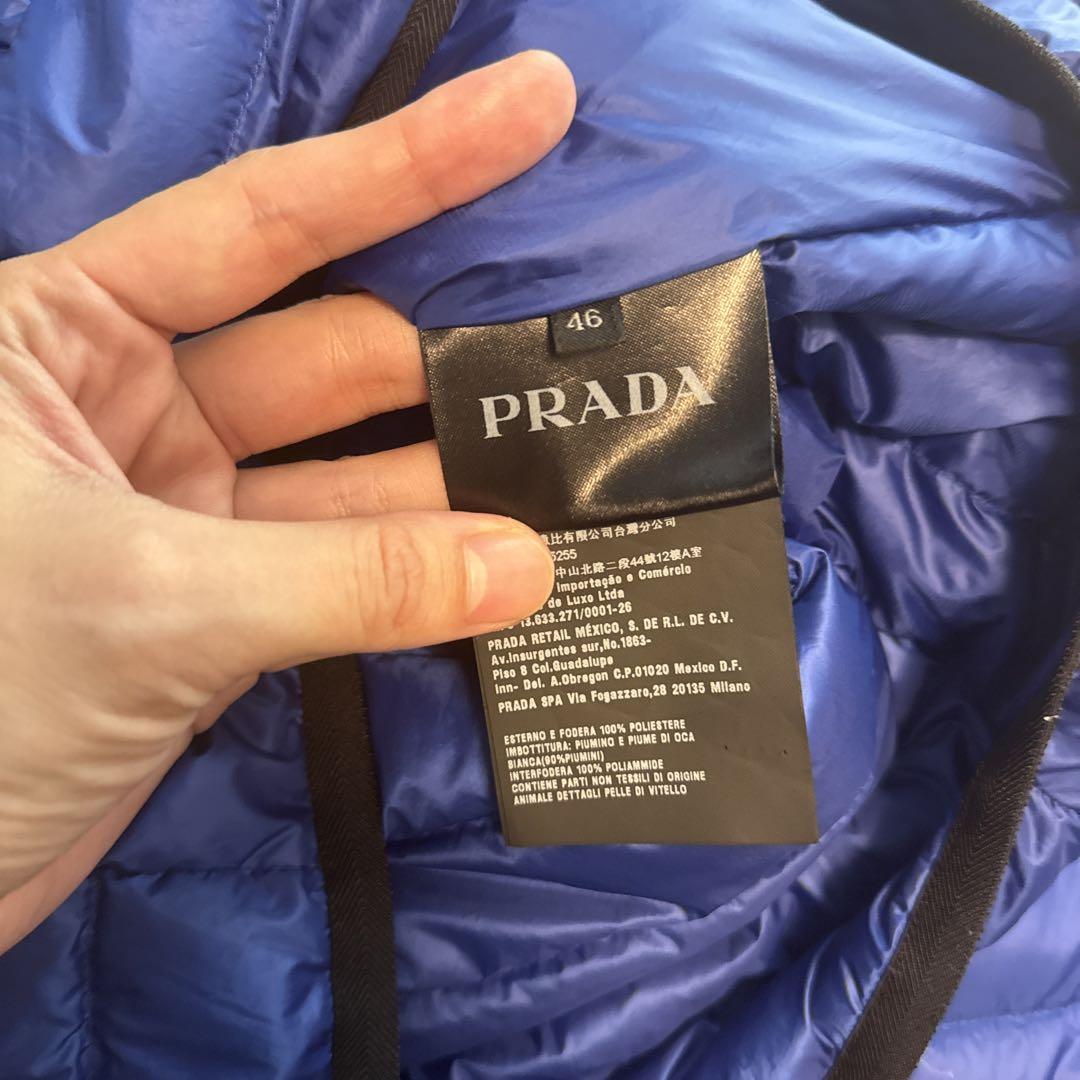 46
PRADA
比有限公司台灣分公司
5255
中山北路二段44號12樓A室
Importação e Comércio
de Luxo Ltda
13.633.271/0001-26
PRADA RETAIL MÉXICO, S. DE R.L. DE C.V.
Av.Insurgentes sur,No.1863-
Piso 8 Col.Guadalupe
Inn- Del. A.Obregon C.P.01020 Mexico D.F.
PRADA SPA Via Fogazzaro,28 20135 Milano
ESTERNO E FODERA 100% POLIESTERE
IMBOTTITURA: PIUMINO E PIUME DI OCA
BIANCA(90%PIUMINI)
INTERFODERA 100% POLIAMMIDE
CONTIENE PARTI NON TESSILI DI ORIGINE
ANIMALE DETTAGLI PELLE DI VITELLO